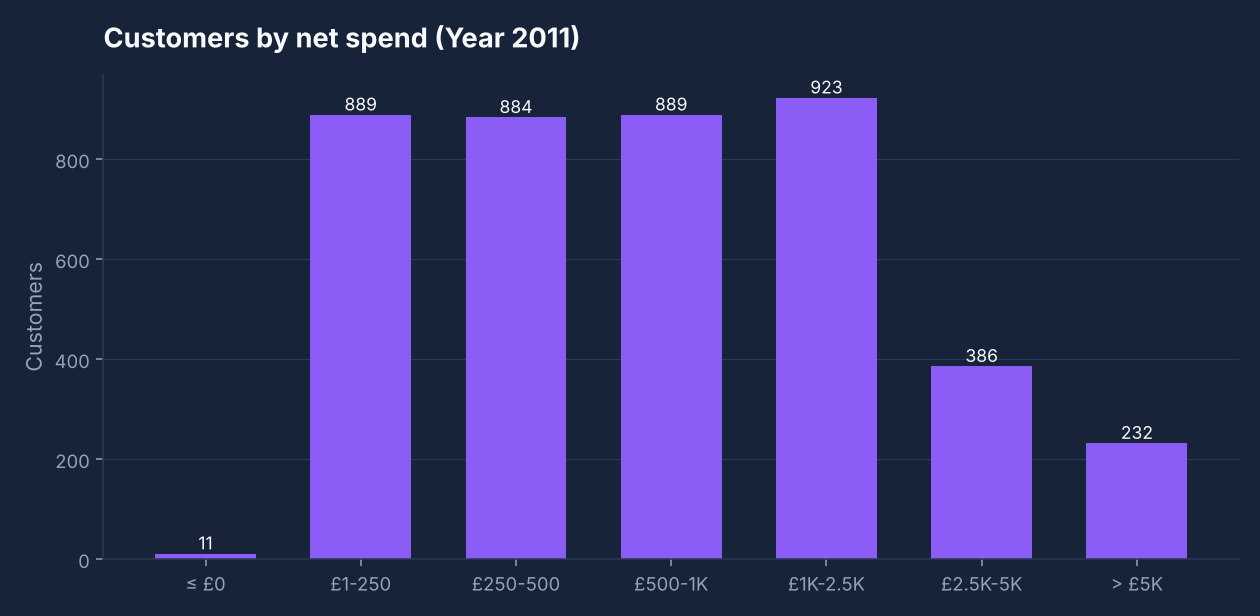 Customers by net spend (Year 2011)
Customers
800
600
400
200
0
11
889
884
889
923
386
232
≤ £0
£1-250
£250-500
£500-1K
£1K-2.5K
£2.5K-5K
> £5K